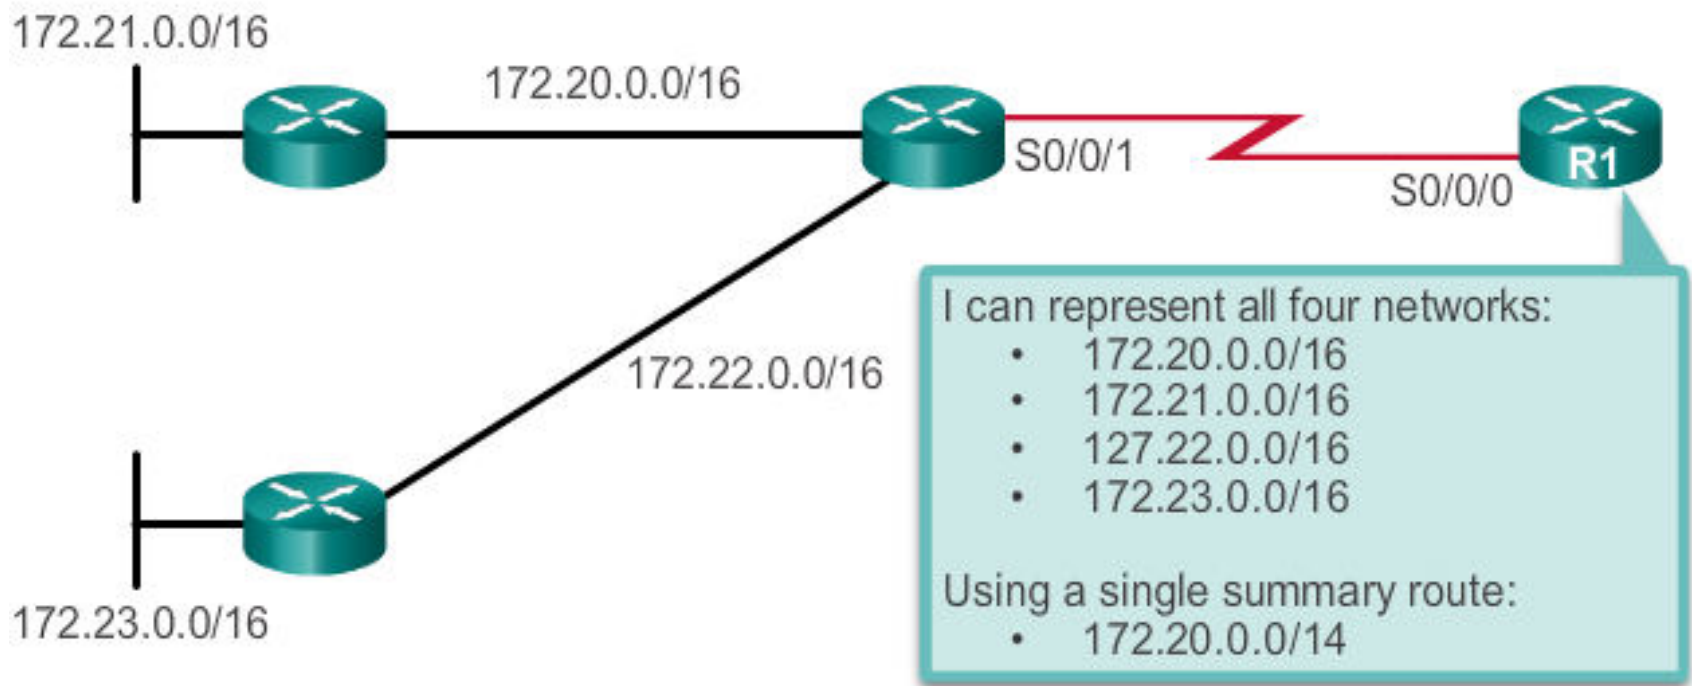 172.21.0.0/16
172.20.0.0/16
S0/0/1
S0/0/0
R1
172.22.0.0/16
172.23.0.0/16
I can represent all four networks:
• 172.20.0.0/16
• 172.21.0.0/16
• 127.22.0.0/16
• 172.23.0.0/16
Using a single summary route:
• 172.20.0.0/14